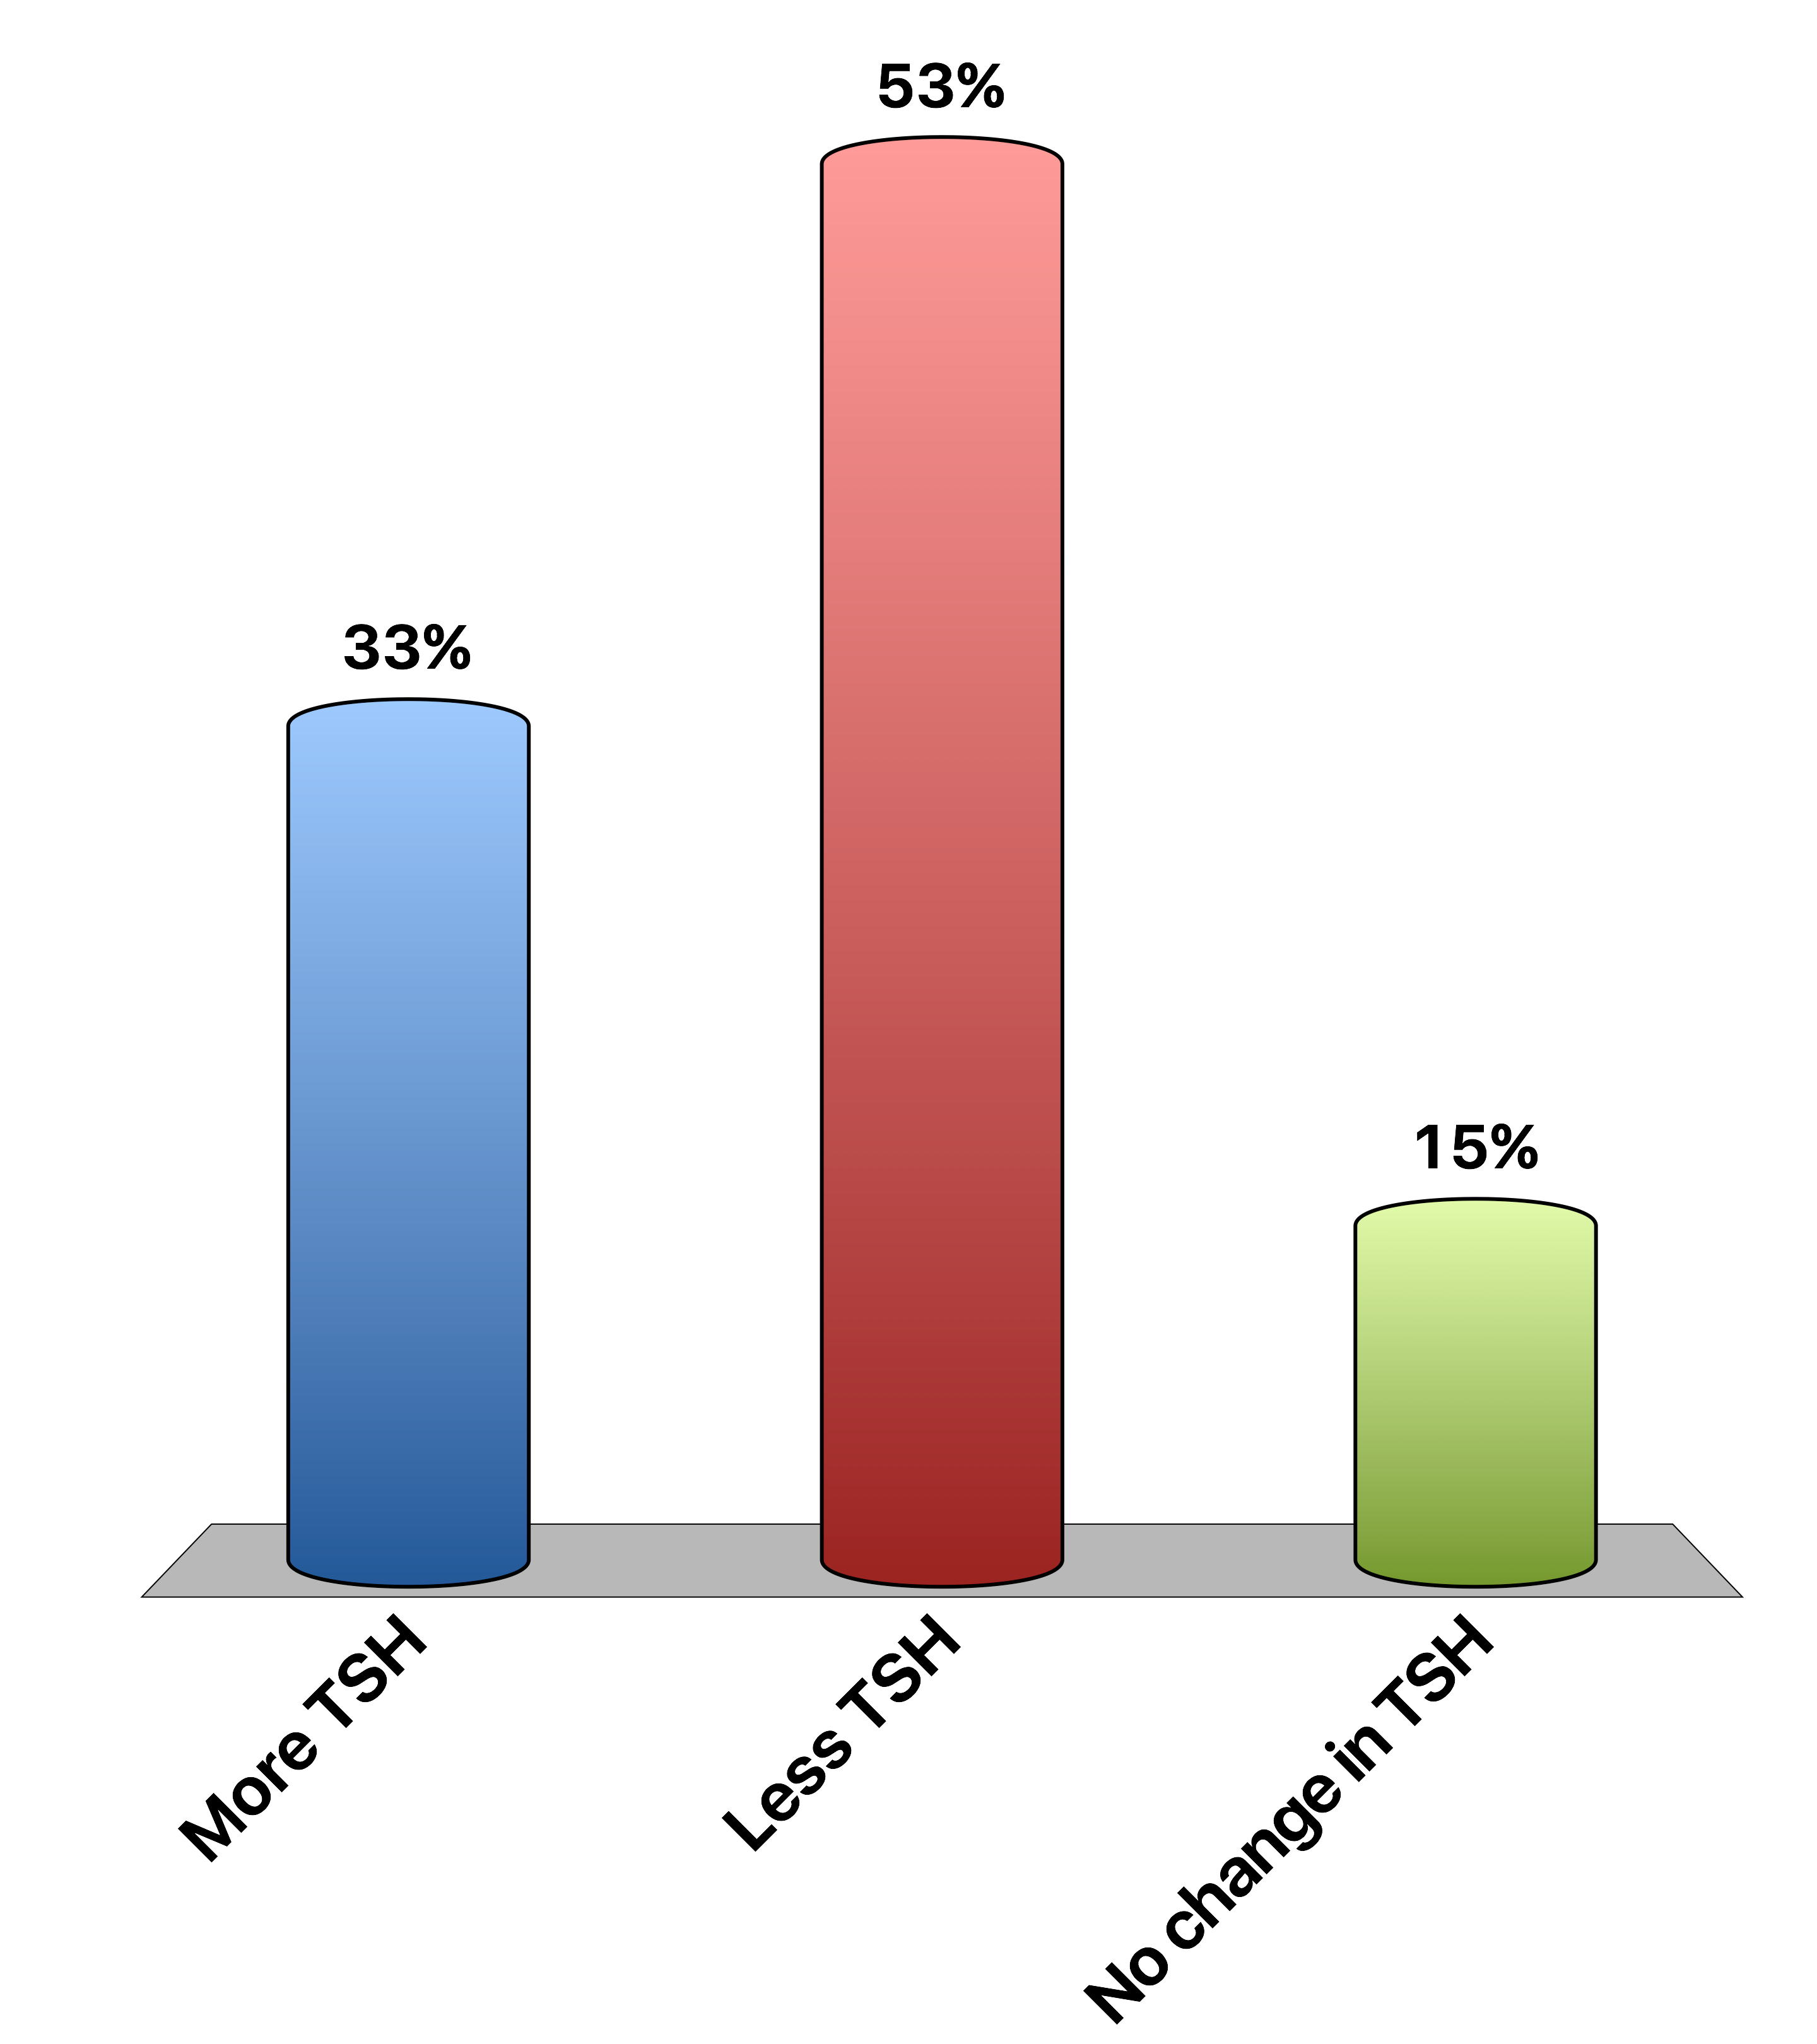 53%
33%
15%
More TSH
Less TSH
No change in TSH